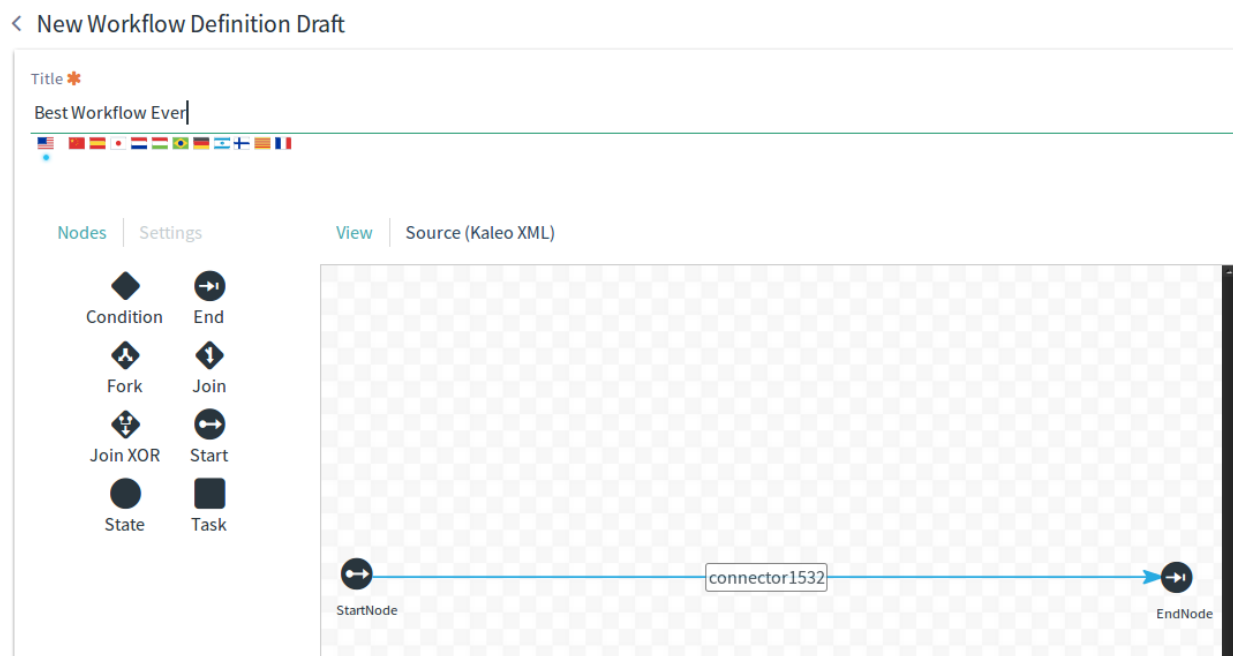 New Workflow Definition Draft
Title
Best Workflow Ever
Nodes Settings
View Source (Kaleo XML)
Condition End
Fork Join
Join XOR Start
State Task
connector1532
StartNode
EndNode